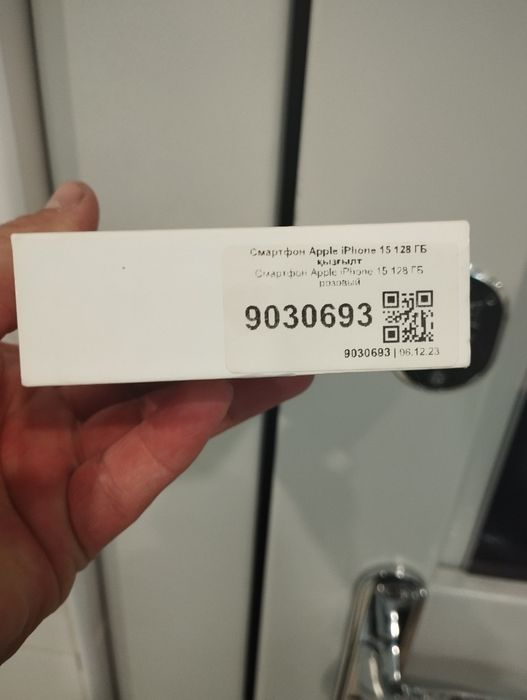 Смартфон Apple iPhone 15 128 ГБ
қызғылт
Смартфон Apple iPhone 15 128 ГБ
розовый
9030693
9030693 | 06.12.23